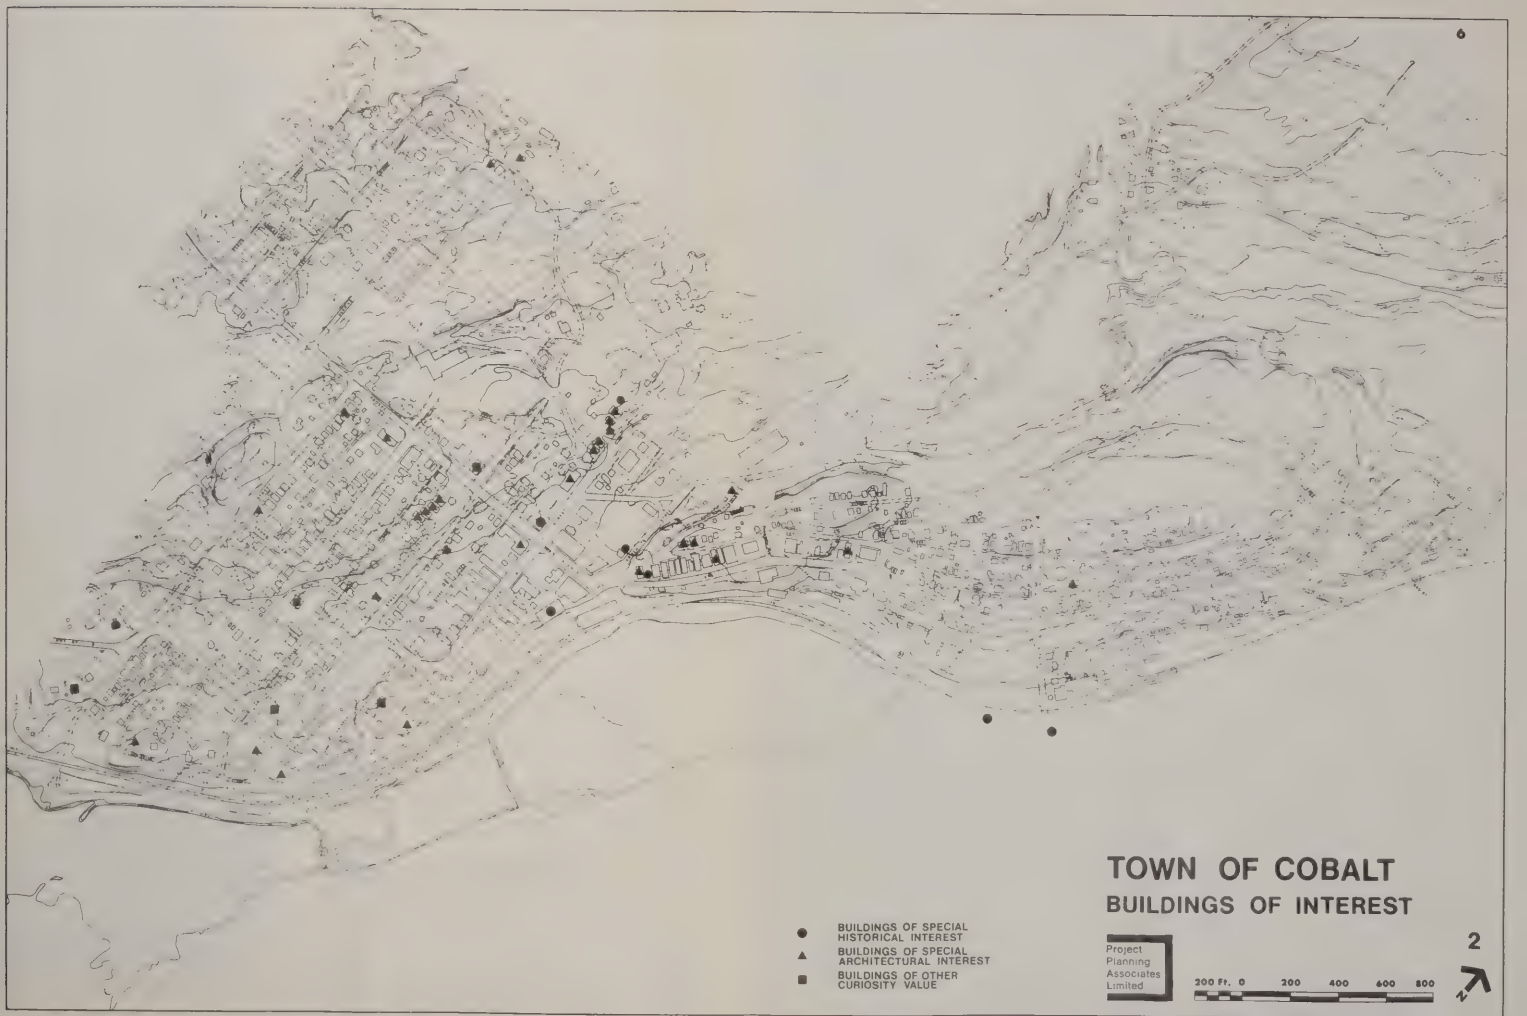 6
TOWN OF COBALT
BUILDINGS OF INTEREST
BUILDINGS OF SPECIAL
HISTORICAL INTEREST
BUILDINGS OF SPECIAL
ARCHITECTURAL INTEREST
BUILDINGS OF OTHER
CURIOSITY VALUE
Project
Planning
Associates
Limited
200 Ft. 0 200 400 600 800
2
N